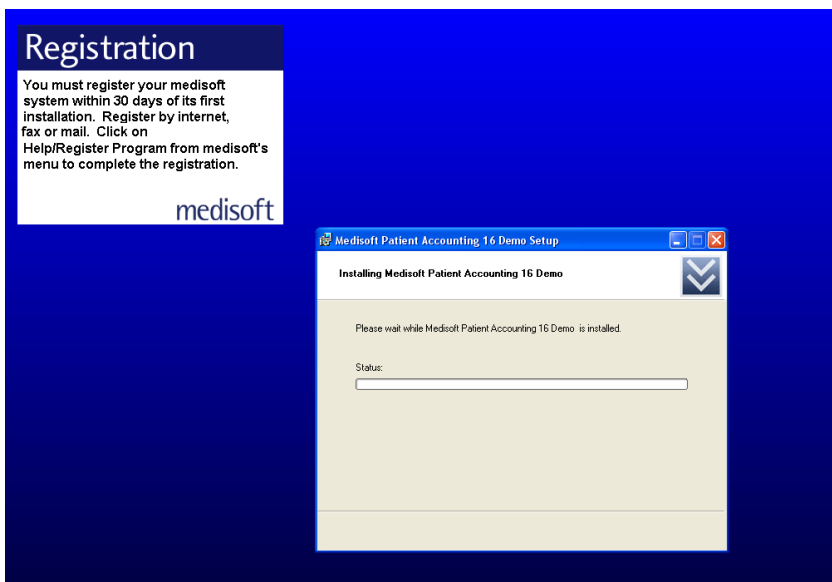 Registration
You must register your medisoft
system within 30 days of its first
installation. Register by internet,
fax or mail. Click on
Help/Register Program from medisoft's
menu to complete the registration.
medisoft
Medisoft Patient Accounting 16 Demo Setup
Installing Medisoft Patient Accounting 16 Demo
Please wait while Medisoft Patient Accounting 16 Demo is installed.
Status: